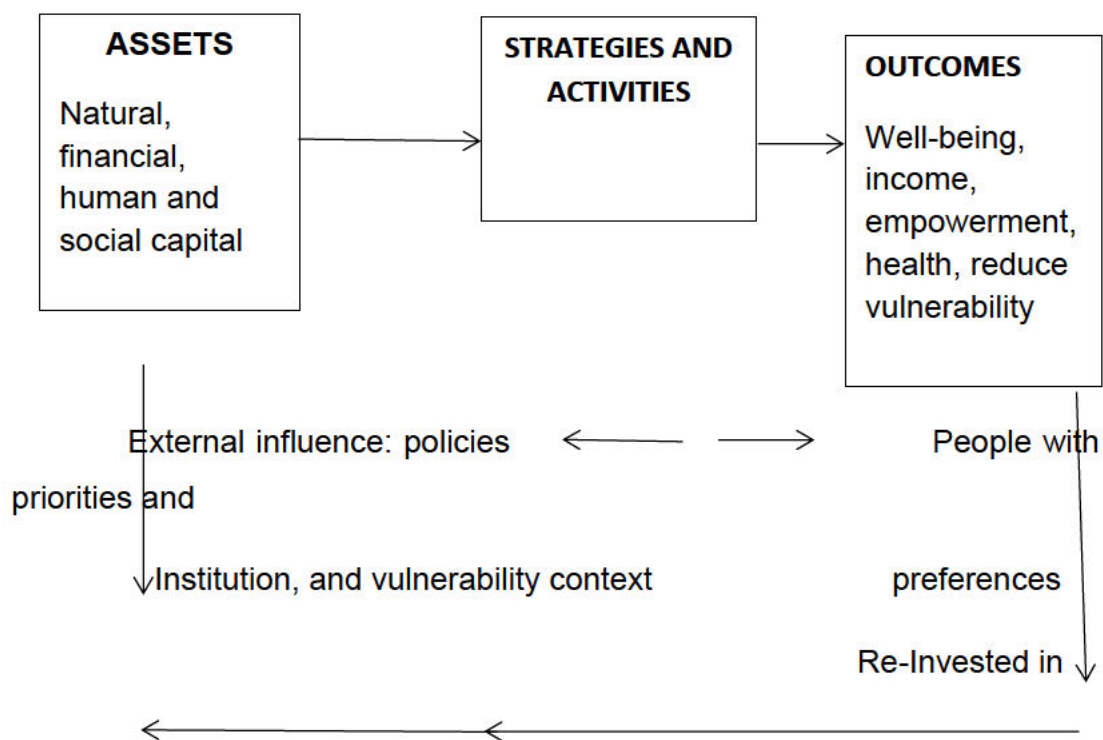 ASSETS
Natural,
financial,
human and
social capital
STRATEGIES AND
ACTIVITIES
OUTCOMES
Well-being,
income,
empowerment,
health, reduce
vulnerability
External influence: policies
People with
priorities and
Institution, and vulnerability context
preferences
Re-Invested in